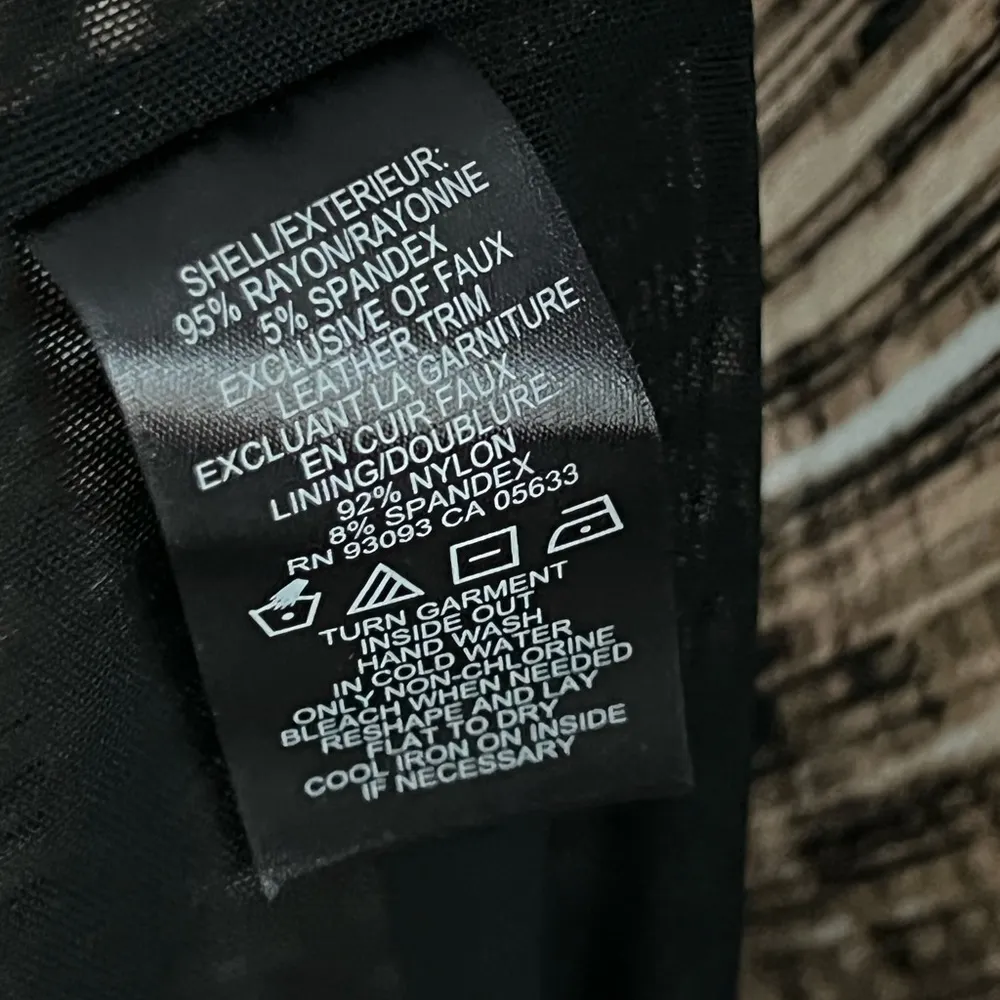 SHELL/EXTERIEUR:
95% RAYON/RAYONNE
5% SPANDEX
EXCLUSIVE OF FAUX
LEATHER TRIM
EXCLUANT LA GARNITURE
EN CUIR FAUX
LINING/DOUBLURE
92% NYLON
8% SPANDEX
RN 93093 CA 05633
TURN GARMENT
INSIDE OUT
HAND WASH
IN COLD WATER
ONLY NON-CHLORINE
BLEACH WHEN NEEDED
RESHAPE AND LAY
FLAT TO DRY
COOL IRON ON INSIDE
IF NECESSARY